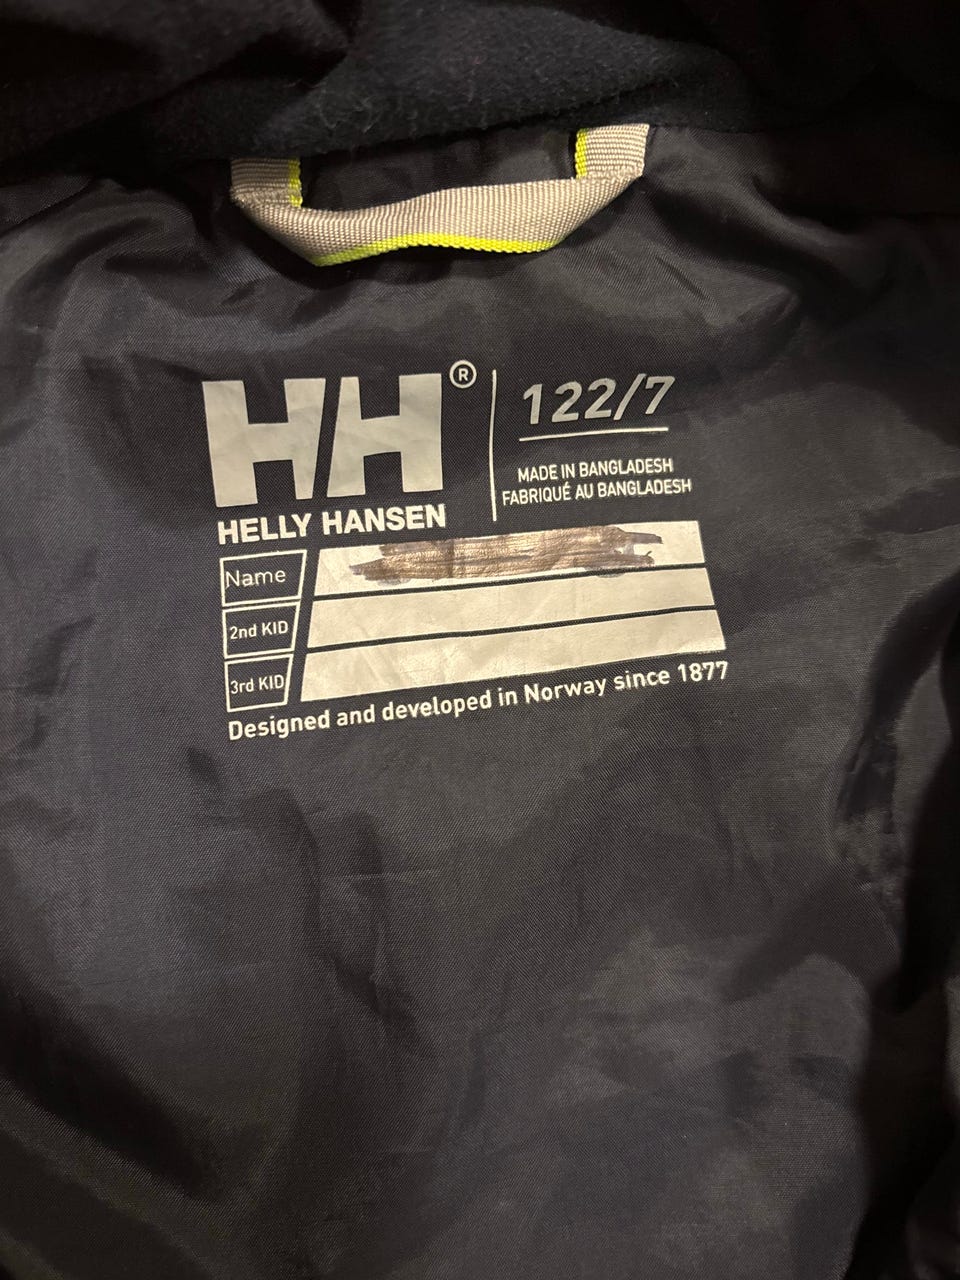 HH®
HELLY HANSEN
122/7
MADE IN BANGLADESH
FABRIQUÉ AU BANGLADESH
Name
2nd KID
3rd KID
Designed and developed in Norway since 1877